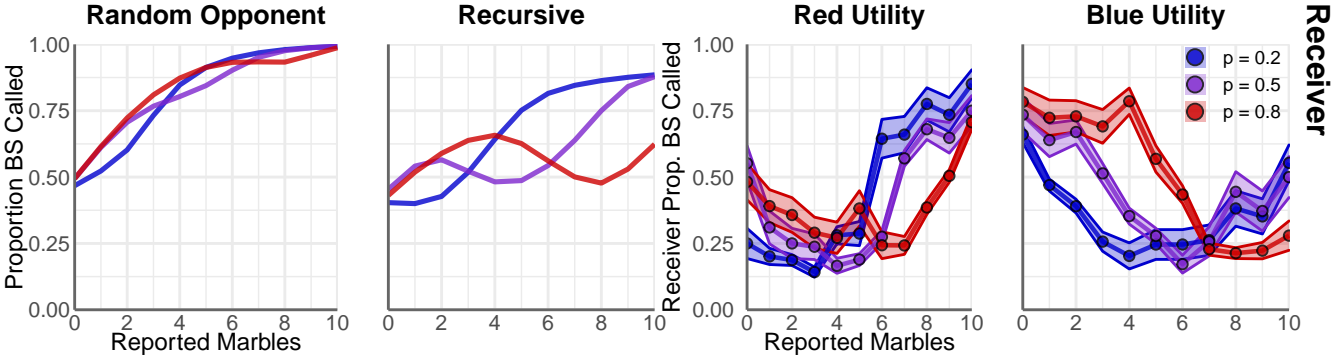 Random Opponent
Recursive
Red Utility
Blue Utility
Receiver
Proportion BS Called
1.00
0.75
0.50
0.25
0.00
0 2 4 6 8 10
Reported Marbles
0 2 4 6 8 10
Receiver Prop. BS Called
1.00
0.75
0.50
0.25
0.00
0 2 4 6 8 10
Reported Marbles
0 2 4 6 8 10
p = 0.2
p = 0.5
p = 0.8